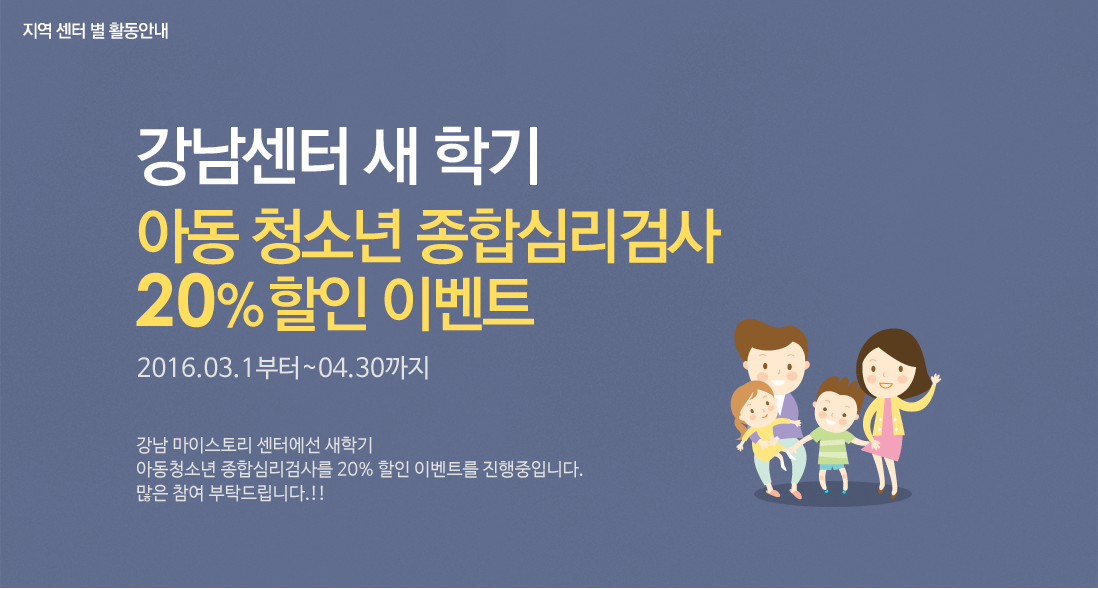 지역 센터 별 활동안내
강남센터 새 학기
아동 청소년 종합심리검사
20% 할인 이벤트
2016.03.1부터~04.30까지
강남 마이스토리 센터에선 새학기
아동청소년 종합심리검사를 20% 할인 이벤트를 진행중입니다.
많은 참여 부탁드립니다.!!